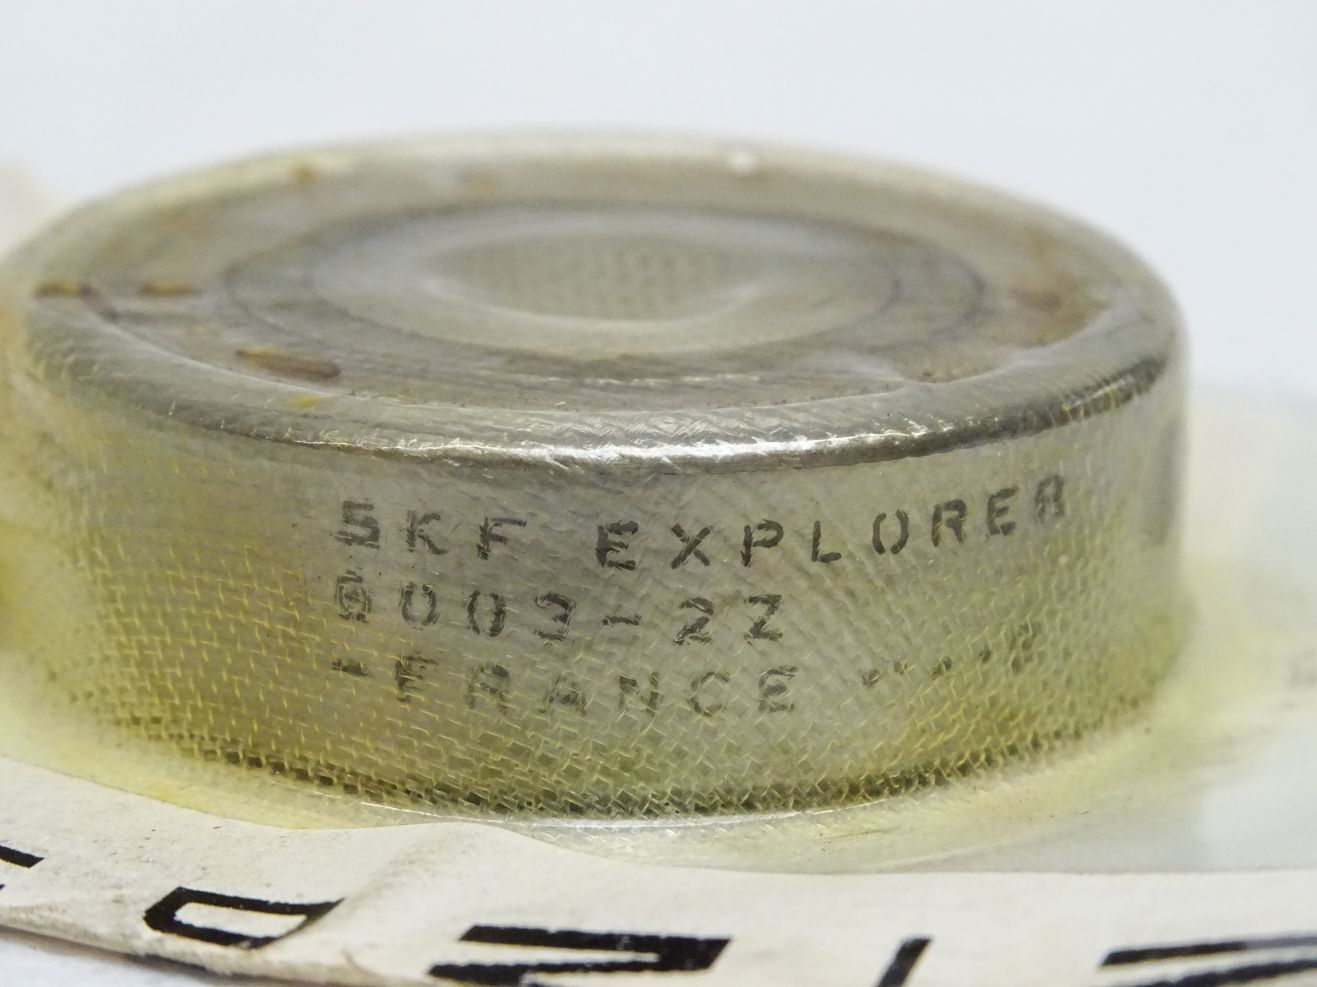 SKF EXPLORER
6003-2Z
-FRANCE